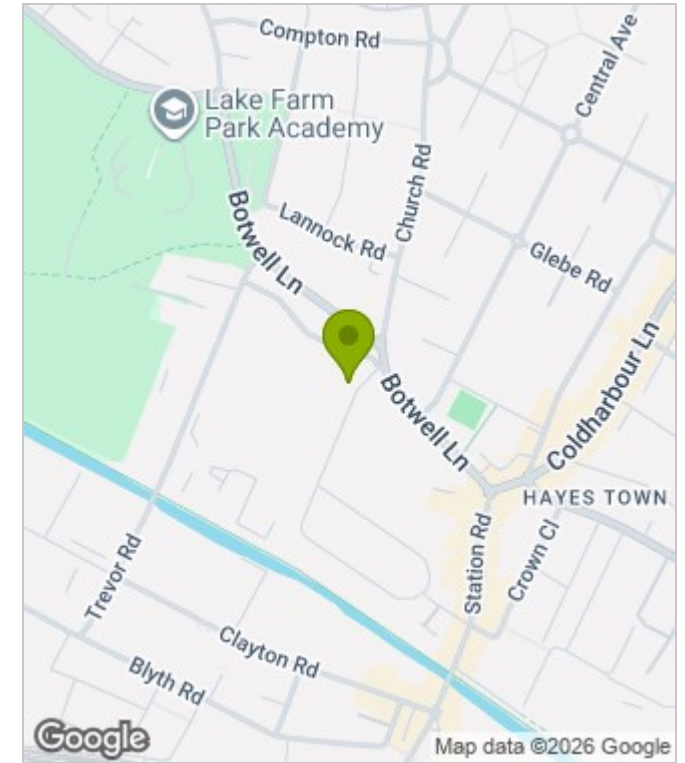 Compton Rd
Central Ave
Lake Farm
Park Academy
Church Rd
Lannock Rd
Botwell Ln
Glebe Rd
Botwell Ln
Coldharbour Ln
HAYES TOWN
Station Rd
Crown Cl
Trevor Rd
Clayton Rd
Blyth Rd
Google
Map data ©2026 Google